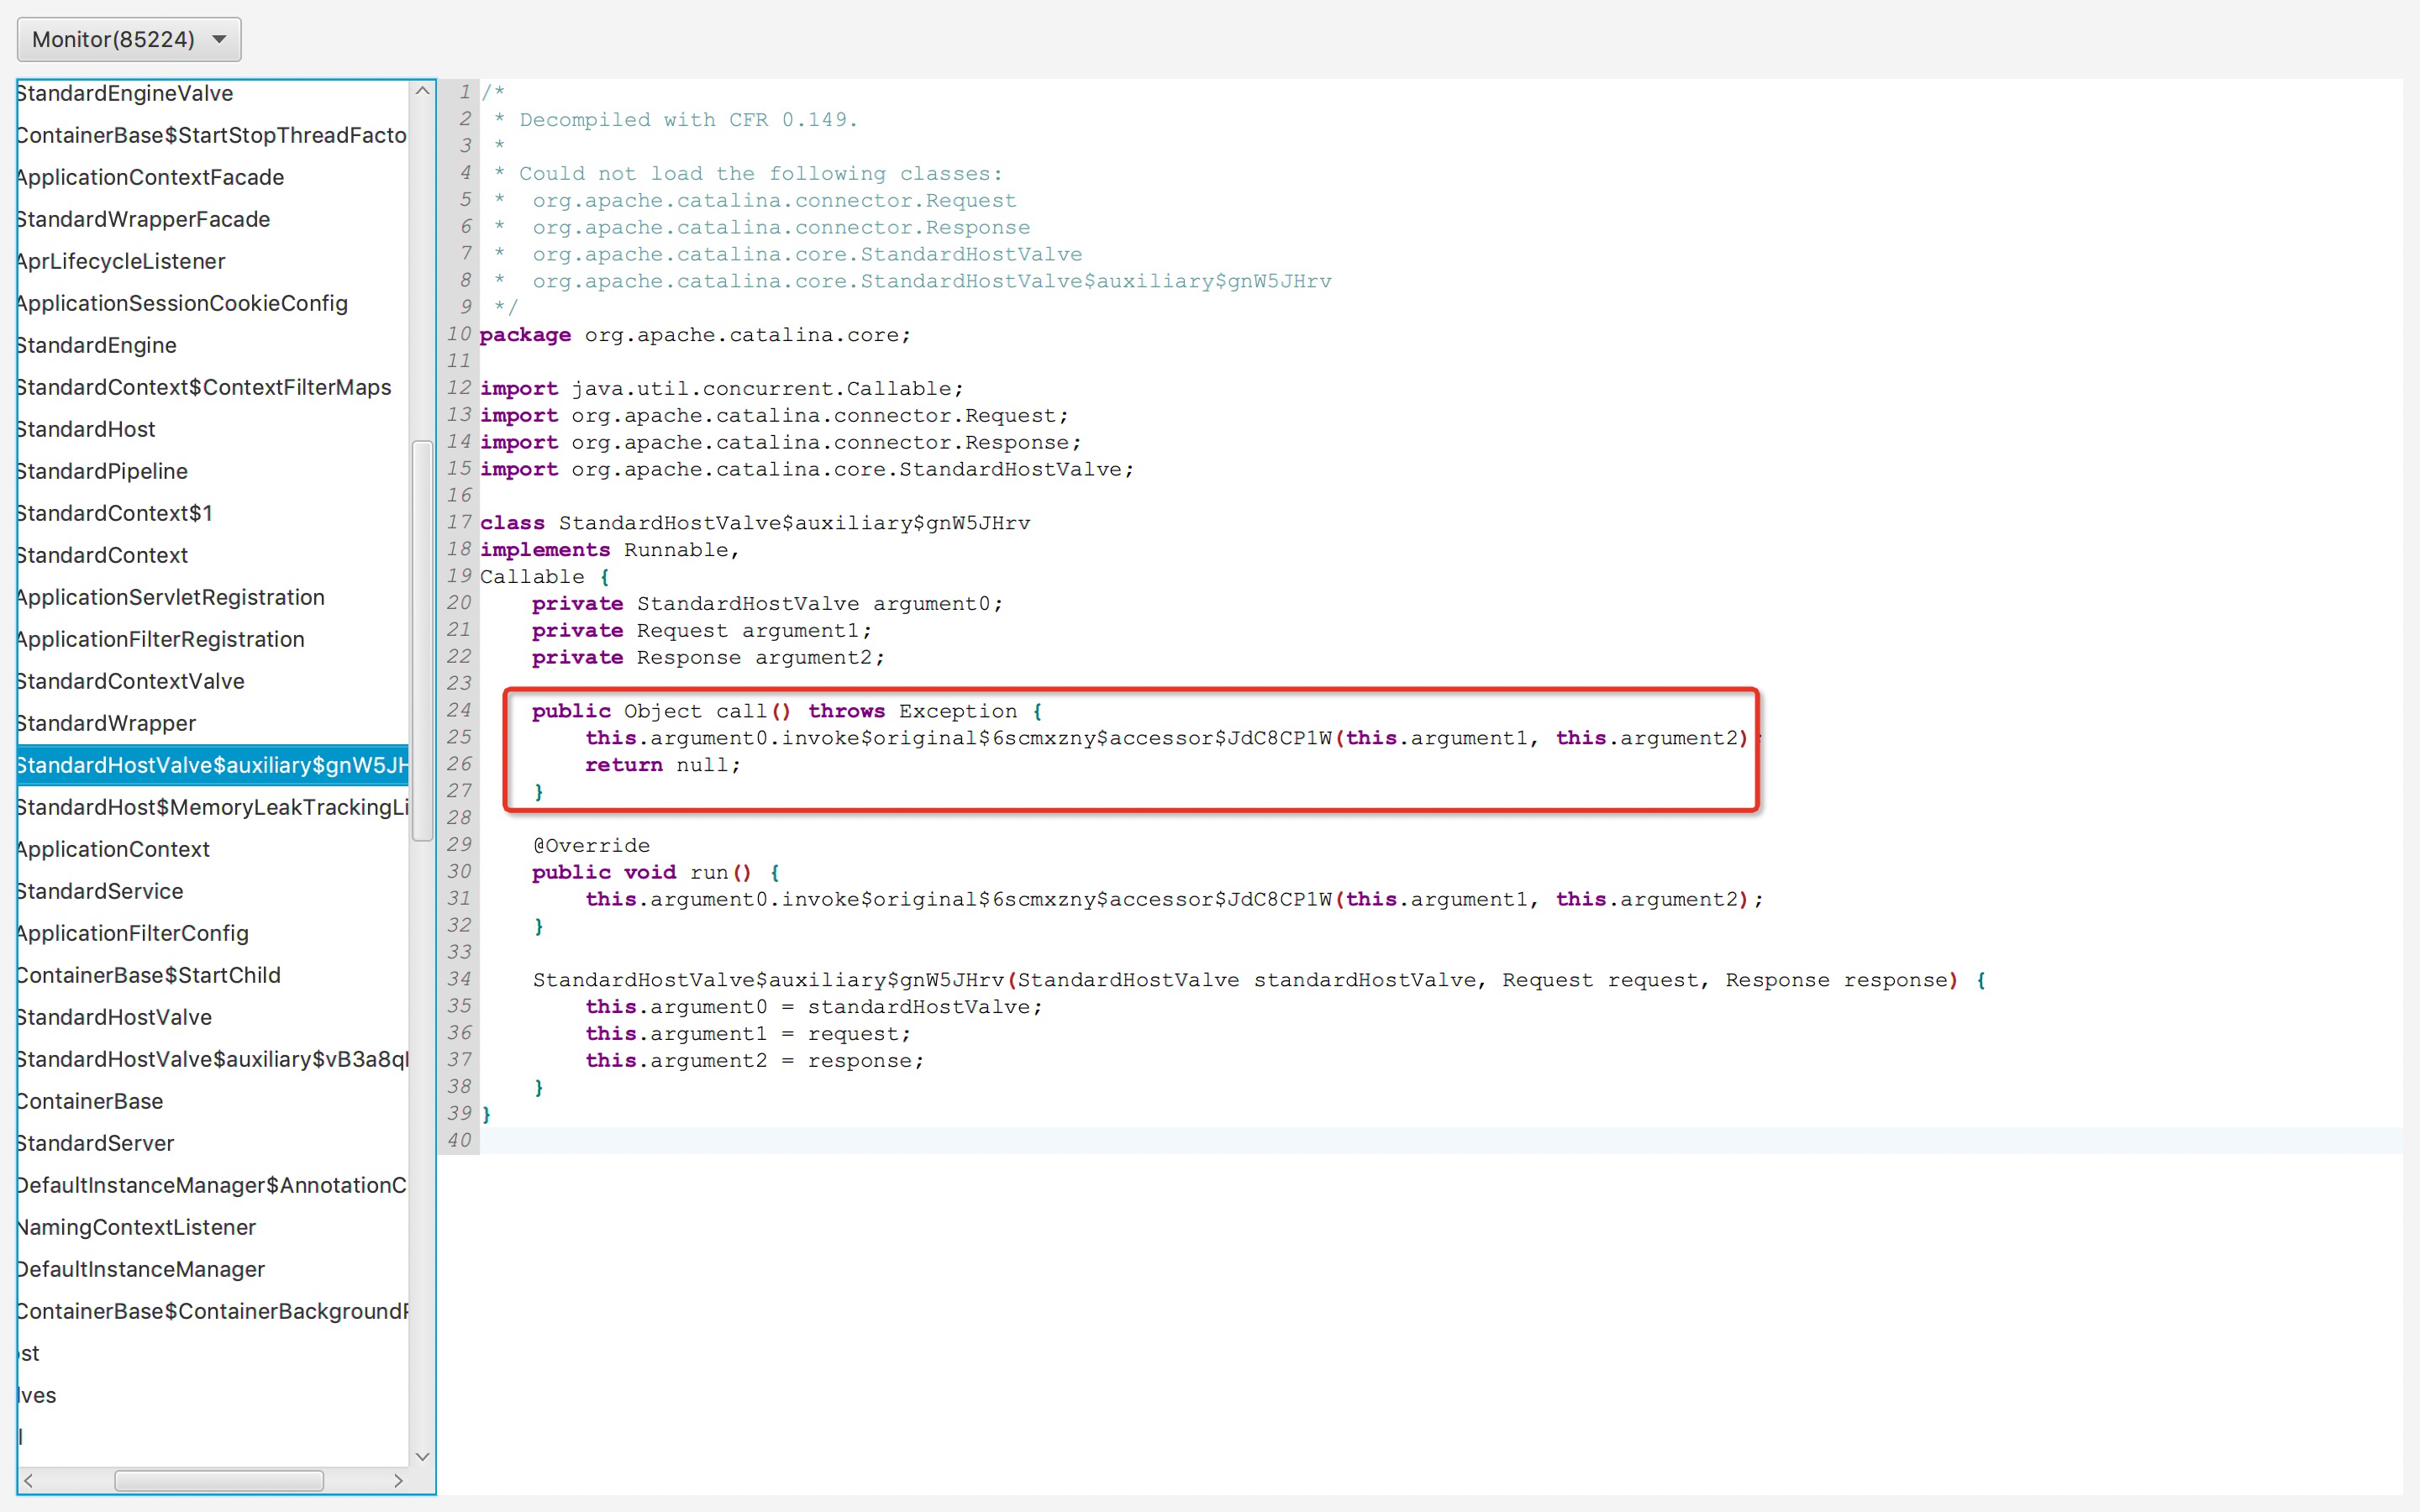 Monitor(85224)
StandardEngineValve
ContainerBase$StartStopThreadFacto
ApplicationContextFacade
StandardWrapperFacade
AprLifecycleListener
ApplicationSessionCookieConfig
StandardEngine
StandardContext$ContextFilterMaps
StandardHost
StandardPipeline
StandardContext$1
StandardContext
ApplicationServletRegistration
ApplicationFilterRegistration
StandardContextValve
StandardWrapper
StandardHostValve$auxiliary$gnW5JH
StandardHost$MemoryLeakTrackingLi
ApplicationContext
StandardService
ApplicationFilterConfig
ContainerBase$StartChild
StandardHostValve
StandardHostValve$auxiliary$vB3a8q
ContainerBase
StandardServer
DefaultInstanceManager$AnnotationC
NamingContextListener
DefaultInstanceManager
ContainerBase$ContainerBackground
st
lves
l
1 /*
2  * Decompiled with CFR 0.149.
3  *
4  * Could not load the following classes:
5  *  org.apache.catalina.connector.Request
6  *  org.apache.catalina.connector.Response
7  *  org.apache.catalina.core.StandardHostValve
8  *  org.apache.catalina.core.StandardHostValve$auxiliary$gnW5JHrv
9  */
10 package org.apache.catalina.core;
11
12 import java.util.concurrent.Callable;
13 import org.apache.catalina.connector.Request;
14 import org.apache.catalina.connector.Response;
15 import org.apache.catalina.core.StandardHostValve;
16
17 class StandardHostValve$auxiliary$gnW5JHrv
18 implements Runnable,
19 Callable {
20     private StandardHostValve argument0;
21     private Request argument1;
22     private Response argument2;
23
24     public Object call() throws Exception {
25         this.argument0.invoke$original$6scmxzny$accessor$JdC8CP1W(this.argument1, this.argument2);
26         return null;
27     }
28
29     @Override
30     public void run() {
31         this.argument0.invoke$original$6scmxzny$accessor$JdC8CP1W(this.argument1, this.argument2);
32     }
33
34     StandardHostValve$auxiliary$gnW5JHrv(StandardHostValve standardHostValve, Request request, Response response) {
35         this.argument0 = standardHostValve;
36         this.argument1 = request;
37         this.argument2 = response;
38     }
39 }
40